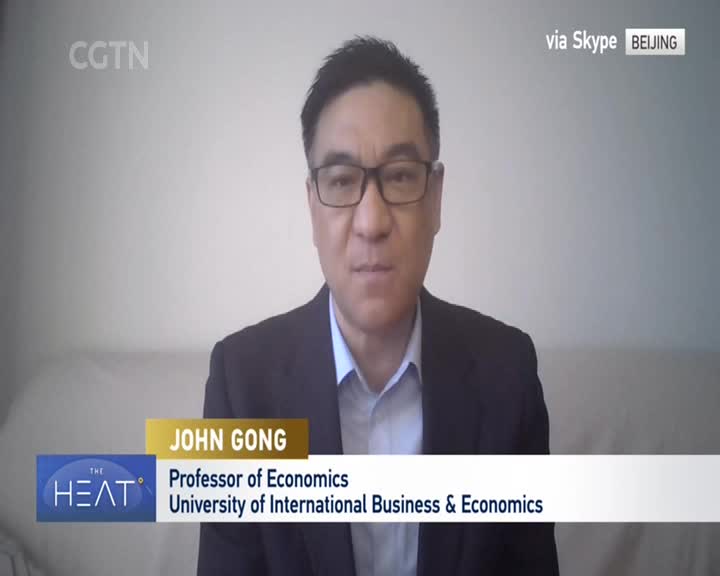 CGTN
via Skype BEIJING
JOHN GONG
THE
HEAT
Professor of Economics
University of International Business & Economics